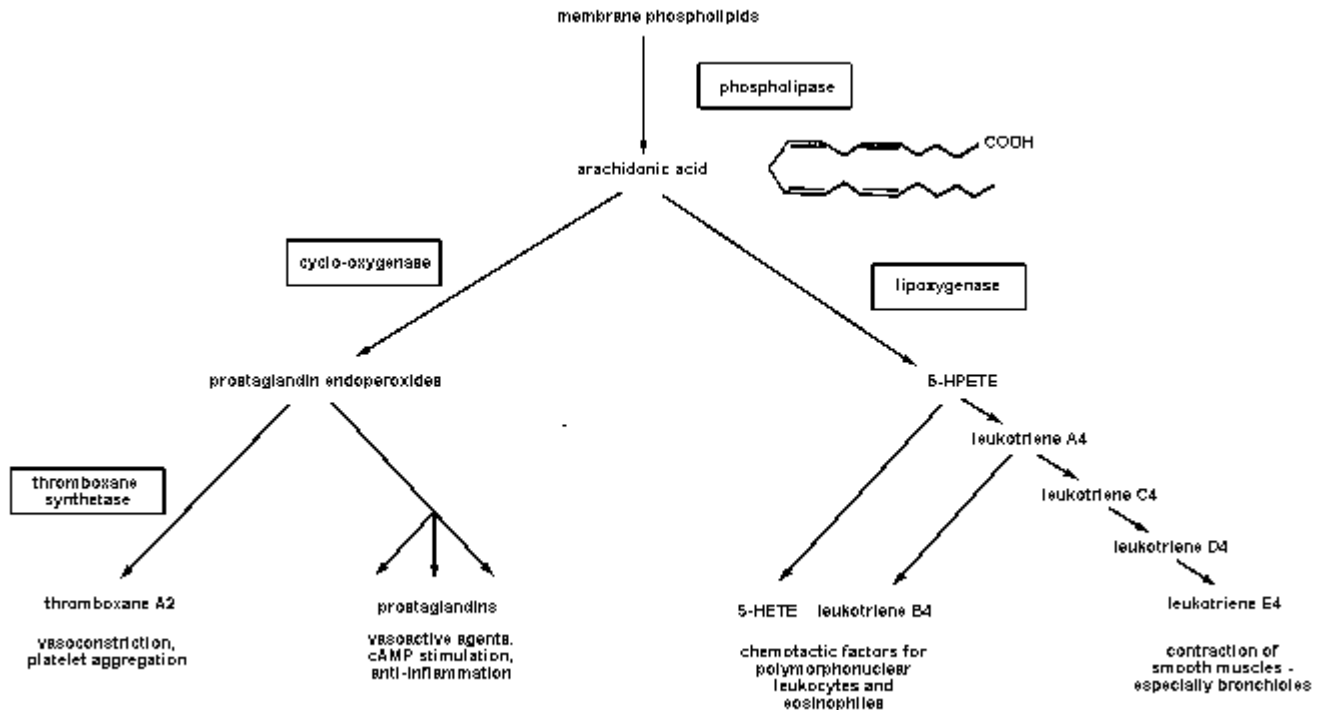 membrane phospholipids
phospholipase
COOH
arachidonic acid
cyclo-oxygenase
lipoxygenase
prostaglandin endoperoxides
5-HPETE
leukotriene A4
thromboxane
synthetase
leukotriene C4
leukotriene D4
thromboxane A2
vasoconstriction,
platelet aggregation
prostaglandins
vasoactive agents,
cAMP stimulation,
anti-inflammation
5-HETE leukotriene B4
chemotactic factors for
polymorphonuclear
leukocytes and
eosinophiles
leukotriene E4
contraction of
smooth muscles -
especially bronchioles